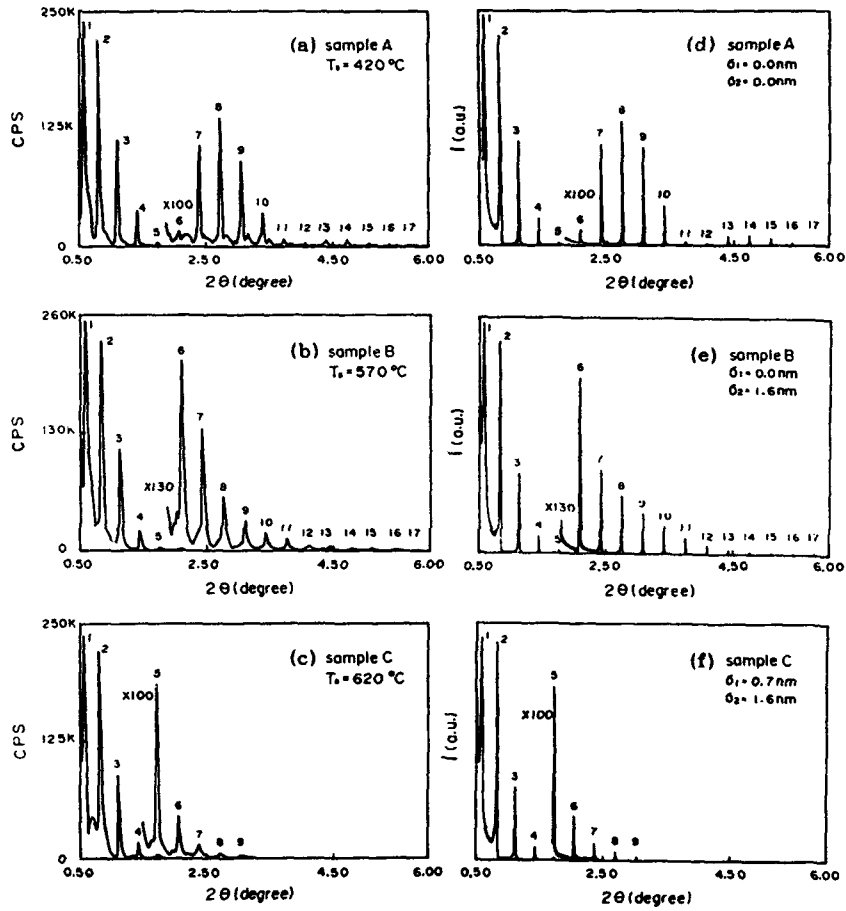 250K
125K
0
CPS
1
2
3
4
5
X100
6
7
8
9
10
11 12 13 14 15 16 17
(a) sample A
Tₛ = 420 °C
0.50 2.50 4.50 6.00
2θ (degree)
I (a.u.)
1
2
3
4
5
X100
6
7
8
9
10
11 12 13 14 15 16 17
(d) sample A
σ₁ = 0.0nm
σ₂ = 0.0nm
0.50 2.50 4.50 6.00
2θ (degree)
260K
130K
0
CPS
1
2
3
4
5
X130
6
7
8
9
10
11 12 13 14 15 16 17
(b) sample B
Tₛ = 570 °C
0.50 2.50 4.50 6.00
2θ (degree)
I (a.u.)
1
2
3
4
5
X130
6
7
8
9
10
11 12 13 14 15 16 17
(e) sample B
σ₁ = 0.0nm
σ₂ = 1.6nm
0.50 2.50 4.50 6.00
2θ (degree)
250K
125K
0
CPS
1
2
3
4
X100
5
6
7
8 9
(c) sample C
Tₛ = 620 °C
0.50 2.50 4.50 6.00
2θ (degree)
I (a.u.)
1
2
3
4
X100
5
6
7
8 9
(f) sample C
σ₁ = 0.7nm
σ₂ = 1.6nm
0.50 2.50 4.50 6.00
2θ (degree)